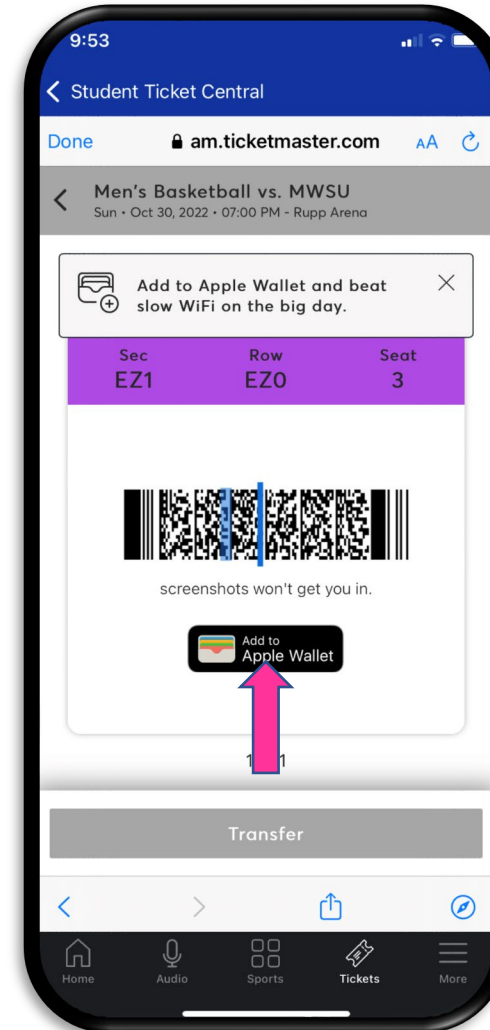 9:53
Student Ticket Central
Done am.ticketmaster.com AA
Men's Basketball vs. MWSU
Sun • Oct 30, 2022 • 07:00 PM - Rupp Arena
Add to Apple Wallet and beat
slow WiFi on the big day.
Sec Row Seat
EZ1 EZ0 3
screenshots won't get you in.
Add to
Apple Wallet
Transfer
Home Audio Sports Tickets More